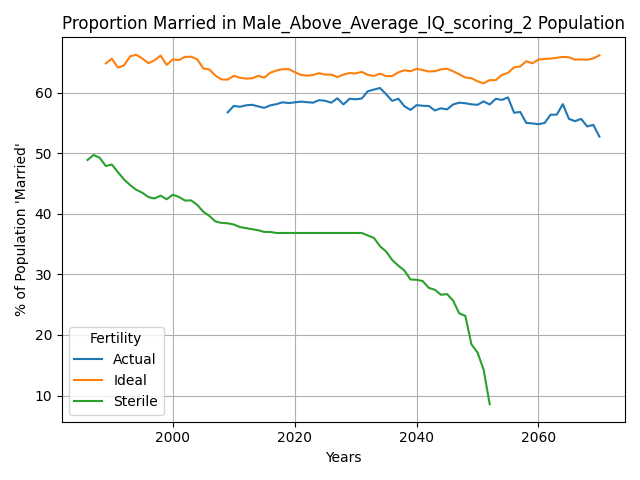 Proportion Married in Male_Above_Average_IQ_scoring_2 Population
% of Population 'Married'
60
50
40
30
20
10
Fertility
Actual
Ideal
Sterile
2000 2020 2040 2060
Years